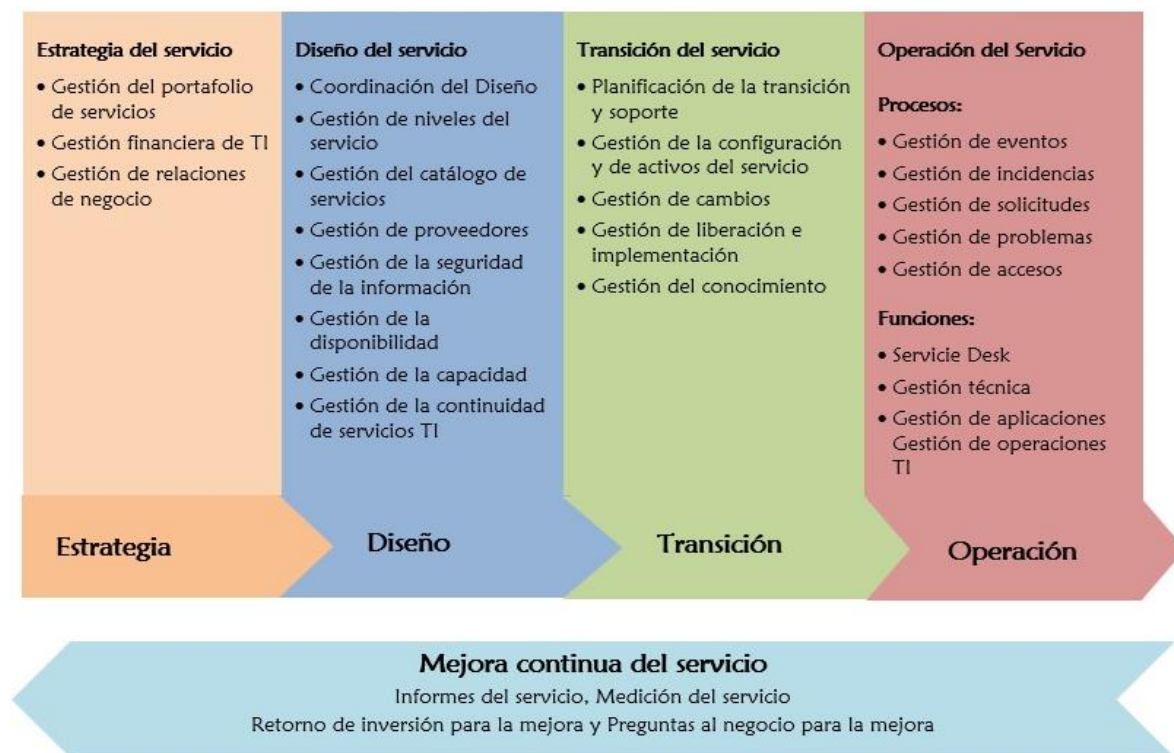 Estrategia del servicio
• Gestión del portafolio
de servicios
• Gestión financiera de TI
• Gestión de relaciones
de negocio
Diseño del servicio
• Coordinación del Diseño
• Gestión de niveles del
servicio
• Gestión del catálogo de
servicios
• Gestión de proveedores
• Gestión de la seguridad
de la información
• Gestión de la
disponibilidad
• Gestión de la capacidad
• Gestión de la continuidad
de servicios TI
Transición del servicio
• Planificación de la transición
y soporte
• Gestión de la configuración
y de activos del servicio
• Gestión de cambios
• Gestión de liberación e
implementación
• Gestión del conocimiento
Operación del Servicio
Procesos:
• Gestión de eventos
• Gestión de incidencias
• Gestión de solicitudes
• Gestión de problemas
• Gestión de accesos
Funciones:
• Servicie Desk
• Gestión técnica
• Gestión de aplicaciones
Gestión de operaciones
TI
Estrategia
Diseño
Transición
Operación
Mejora continua del servicio
Informes del servicio, Medición del servicio
Retorno de inversión para la mejora y Preguntas al negocio para la mejora